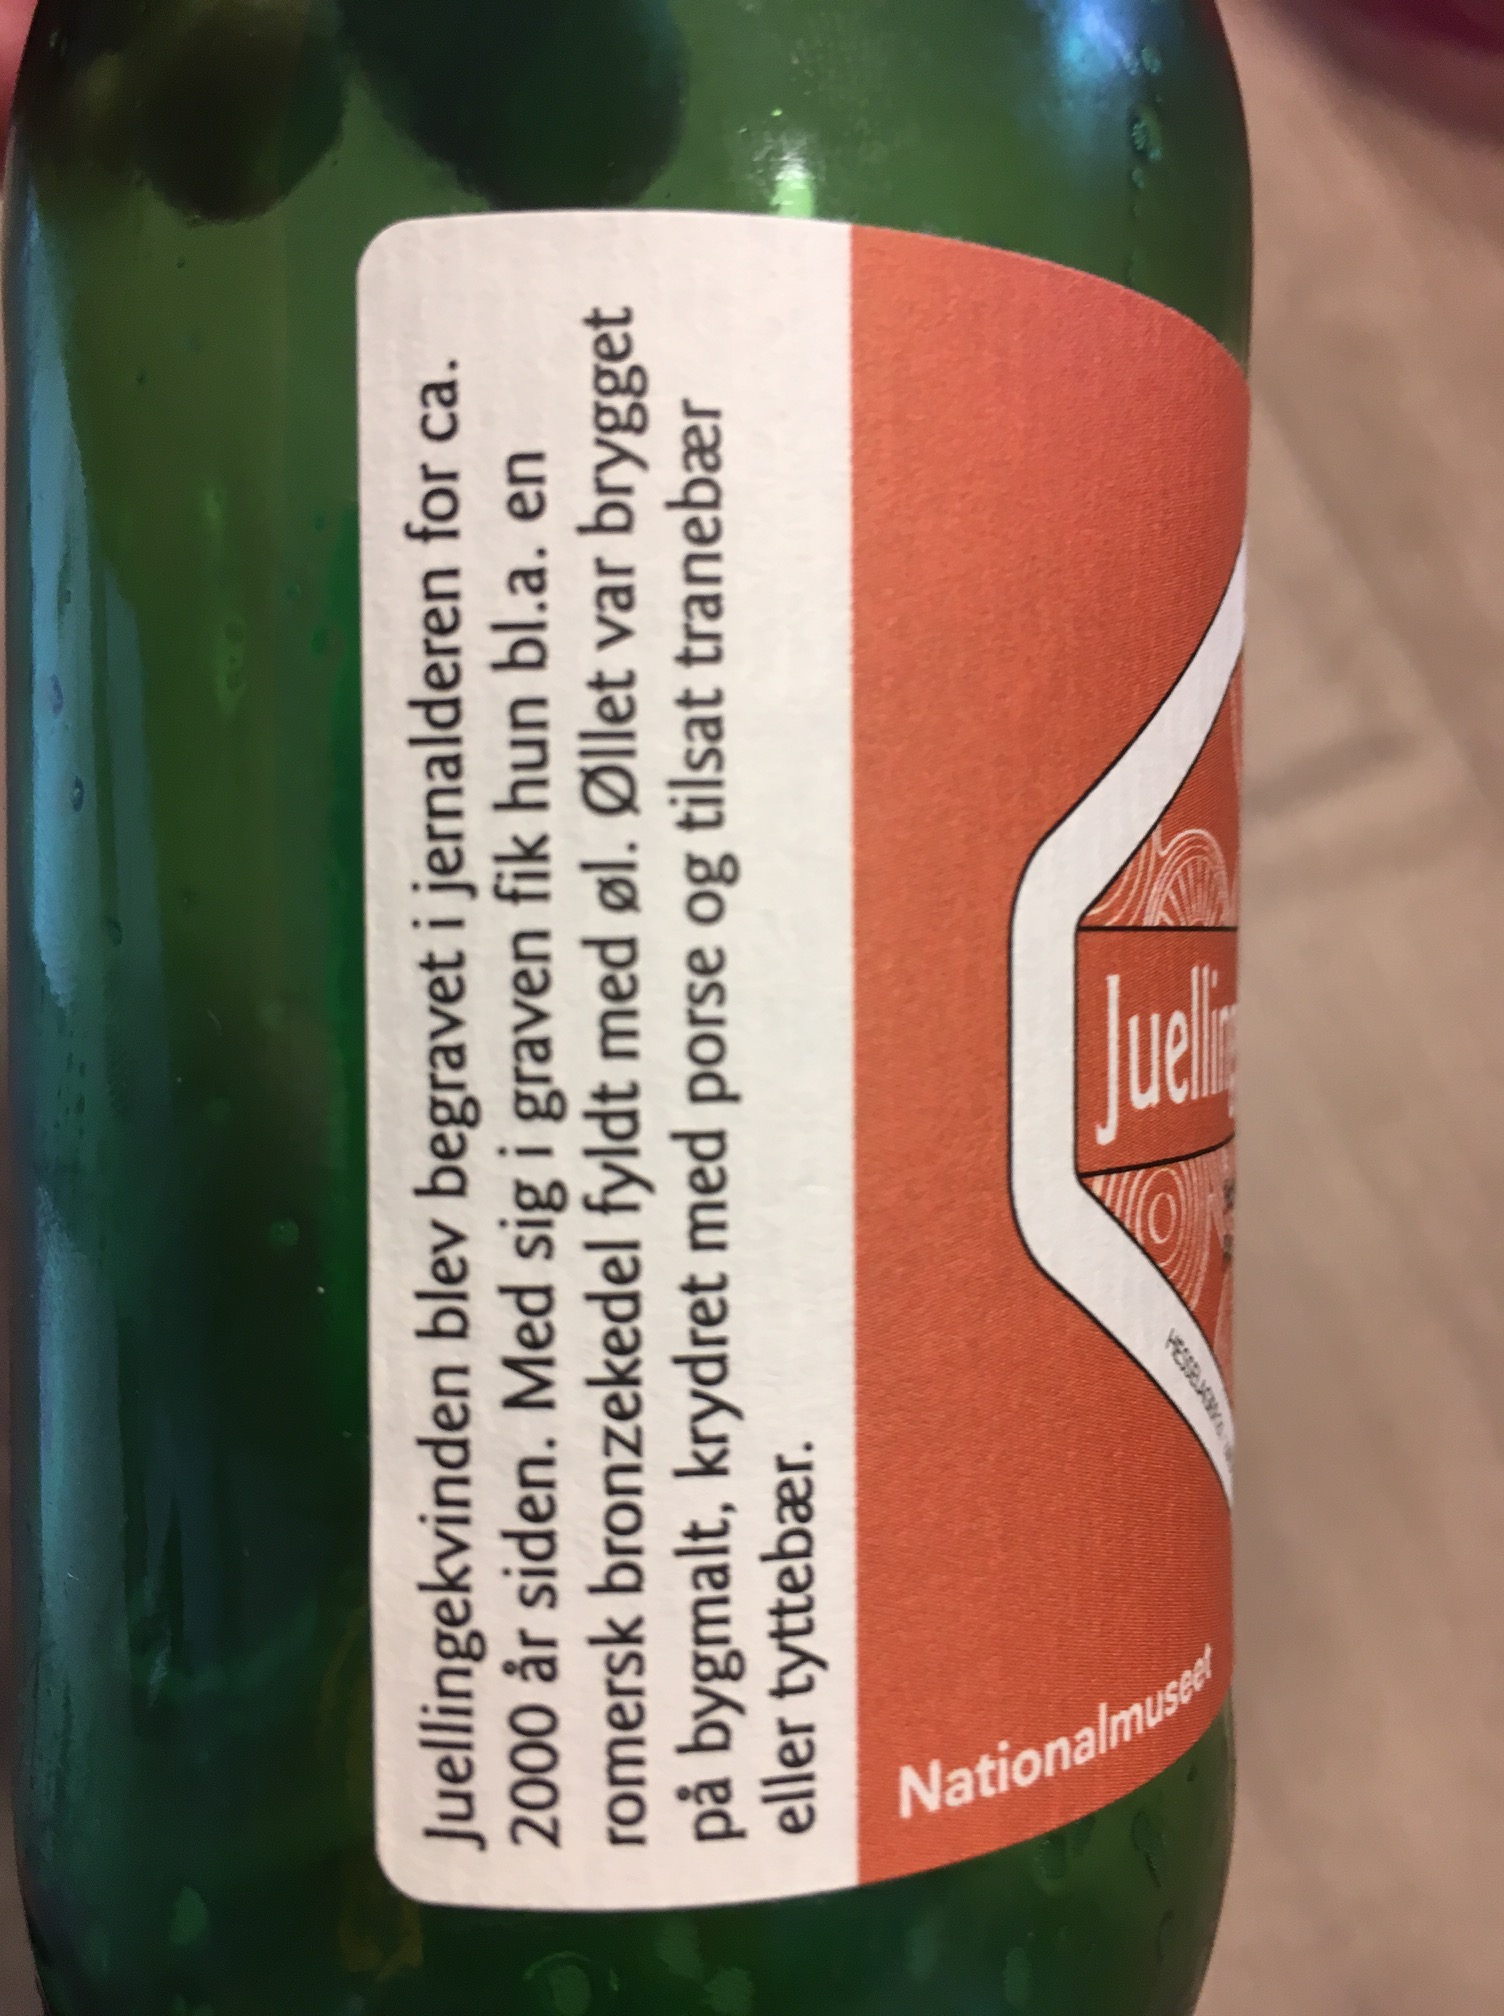 Juellingekvinden blev begravet i jernalderen for ca.
2000 år siden. Med sig i graven fik hun bl.a. en
romersk bronzekedel fyldt med øl. Øllet var brygget
på bygmalt, krydret med porse og tilsat tranebær
eller tyttebær.
Nationalmuseet
Juelling